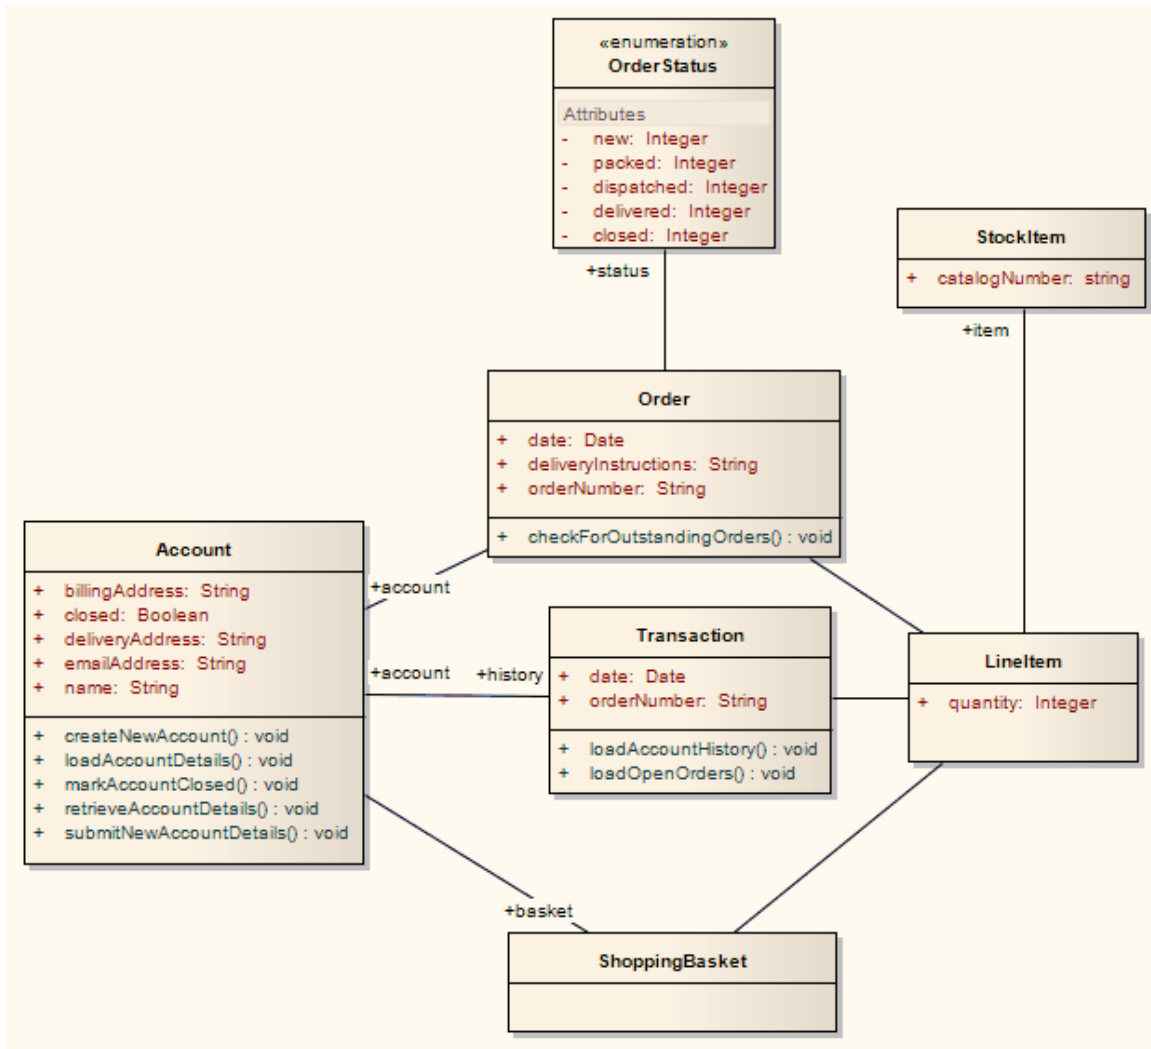 «enumeration»
OrderStatus
Attributes
- new: Integer
- packed: Integer
- dispatched: Integer
- delivered: Integer
- closed: Integer
+status
StockItem
+ catalogNumber: string
+item
Order
+ date: Date
+ deliveryInstructions: String
+ orderNumber: String
+ checkForOutstandingOrders() : void
Account
+ billingAddress: String
+ closed: Boolean
+ deliveryAddress: String
+ emailAddress: String
+ name: String
+ createNewAccount() : void
+ loadAccountDetails() : void
+ markAccountClosed() : void
+ retrieveAccountDetails() : void
+ submitNewAccountDetails() : void
+account
+account
+history
Transaction
+ date: Date
+ orderNumber: String
+ loadAccountHistory() : void
+ loadOpenOrders() : void
LineItem
+ quantity: Integer
+basket
ShoppingBasket